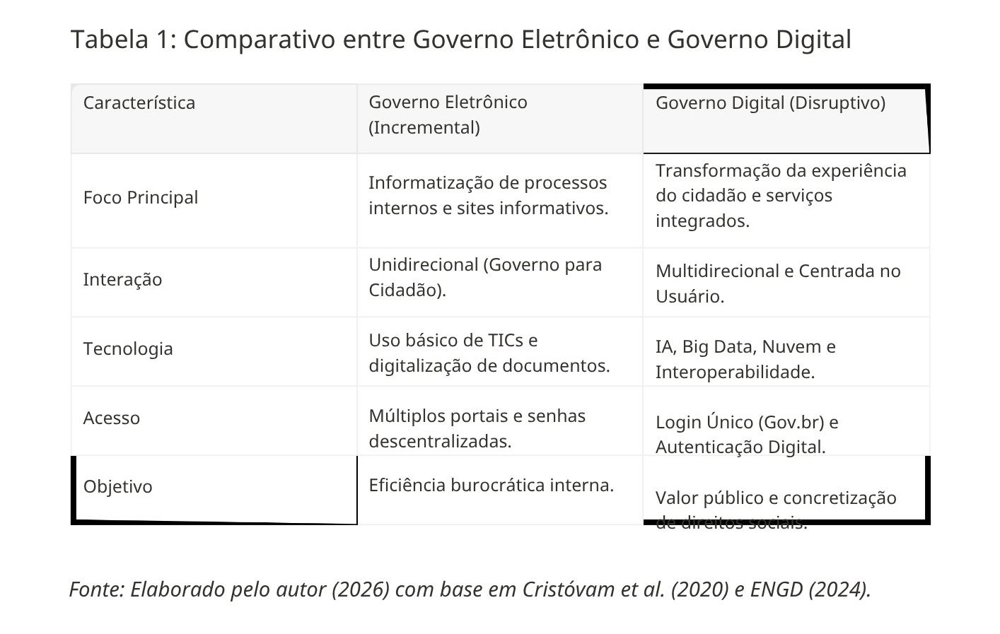 Tabela 1: Comparativo entre Governo Eletrônico e Governo Digital
Característica
Governo Eletrônico
(Incremental)
Governo Digital (Disruptivo)
Foco Principal
Informatização de processos
internos e sites informativos.
Transformação da experiência
do cidadão e serviços
integrados.
Interação
Unidirecional (Governo para
Cidadão).
Multidirecional e Centrada no
Usuário.
Tecnologia
Uso básico de TICs e
digitalização de documentos.
IA, Big Data, Nuvem e
Interoperabilidade.
Acesso
Múltiplos portais e senhas
descentralizadas.
Login Único (Gov.br) e
Autenticação Digital.
Objetivo
Eficiência burocrática interna.
Valor público e concretização
de direitos sociais.
Fonte: Elaborado pelo autor (2026) com base em Cristóvam et al. (2020) e ENGD (2024).